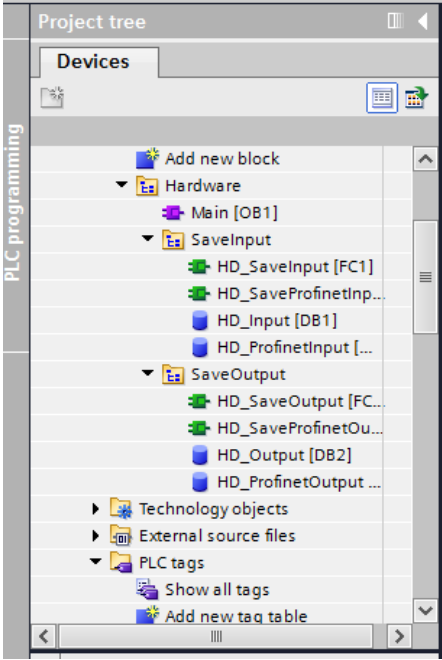 Project tree
Devices
PLC programming
Add new block
Hardware
Main [OB1]
SaveInput
HD_SaveInput [FC1]
HD_SaveProfinetInp...
HD_Input [DB1]
HD_ProfinetInput [...
SaveOutput
HD_SaveOutput [FC...
HD_SaveProfinetOu...
HD_Output [DB2]
HD_ProfinetOutput ...
Technology objects
External source files
PLC tags
Show all tags
Add new tag table